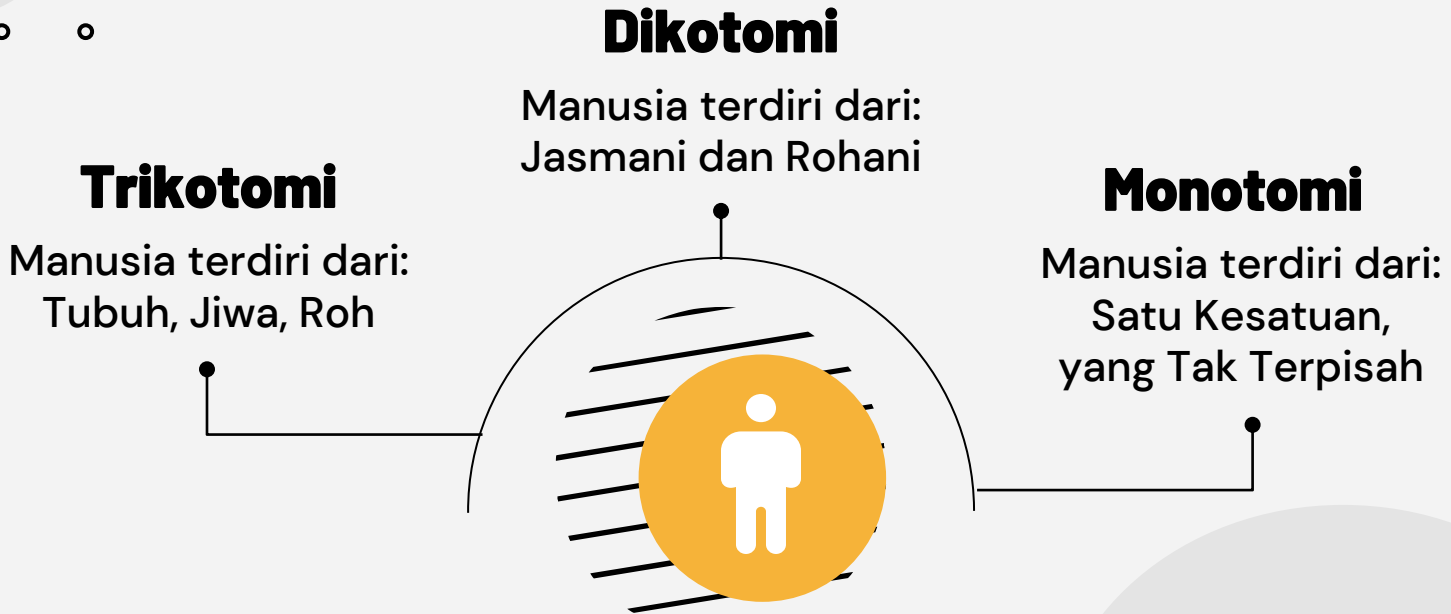 Dikotomi
Manusia terdiri dari:
Jasmani dan Rohani
Trikotomi
Manusia terdiri dari:
Tubuh, Jiwa, Roh
Monotomi
Manusia terdiri dari:
Satu Kesatuan,
yang Tak Terpisah